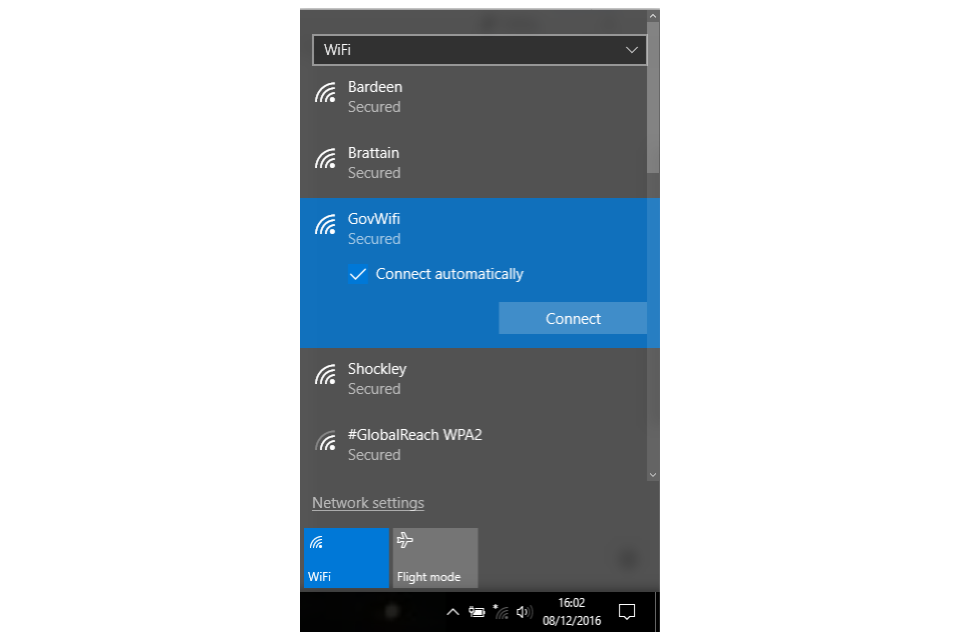 WiFi
Bardeen
Secured
Brattain
Secured
GovWifi
Secured
Connect automatically
Connect
Shockley
Secured
#GlobalReach WPA2
Secured
Network settings
WiFi
Flight mode
16:02
08/12/2016